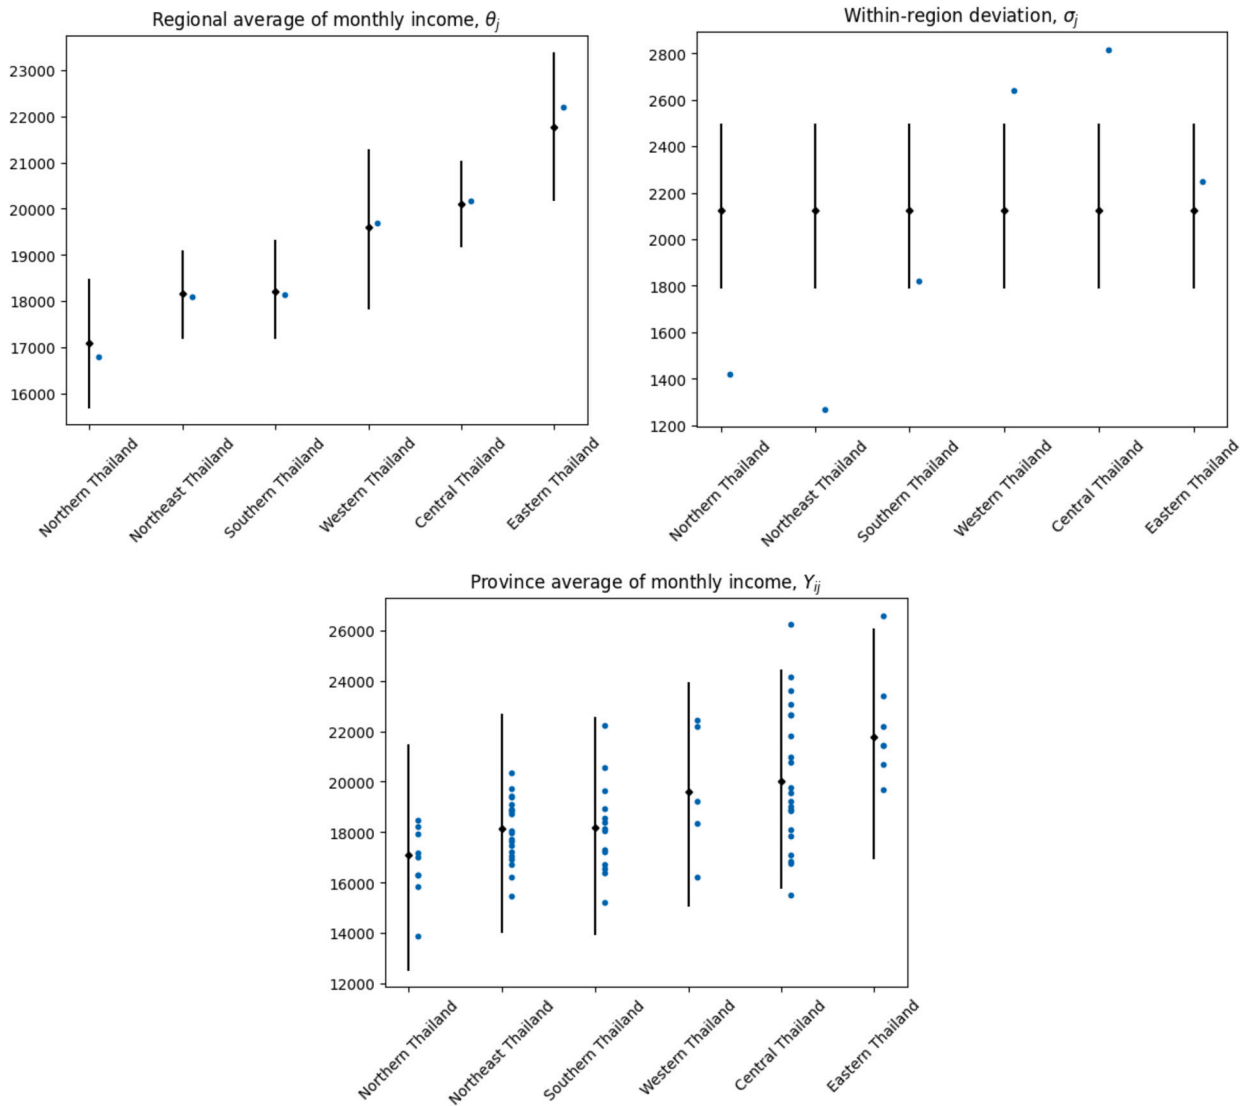 Regional average of monthly income, θj
23000
22000
21000
20000
19000
18000
17000
16000
Northern Thailand
Northeast Thailand
Southern Thailand
Western Thailand
Central Thailand
Eastern Thailand
Within-region deviation, σj
2800
2600
2400
2200
2000
1800
1600
1400
1200
Northern Thailand
Northeast Thailand
Southern Thailand
Western Thailand
Central Thailand
Eastern Thailand
Province average of monthly income, Yij
26000
24000
22000
20000
18000
16000
14000
12000
Northern Thailand
Northeast Thailand
Southern Thailand
Western Thailand
Central Thailand
Eastern Thailand